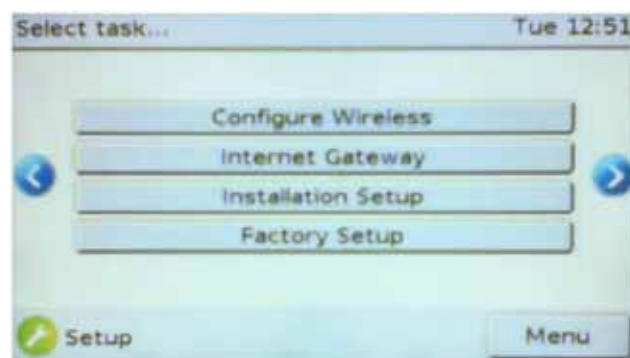 Select task... Tue 12:51
Configure Wireless
Internet Gateway
Installation Setup
Factory Setup
Setup Menu